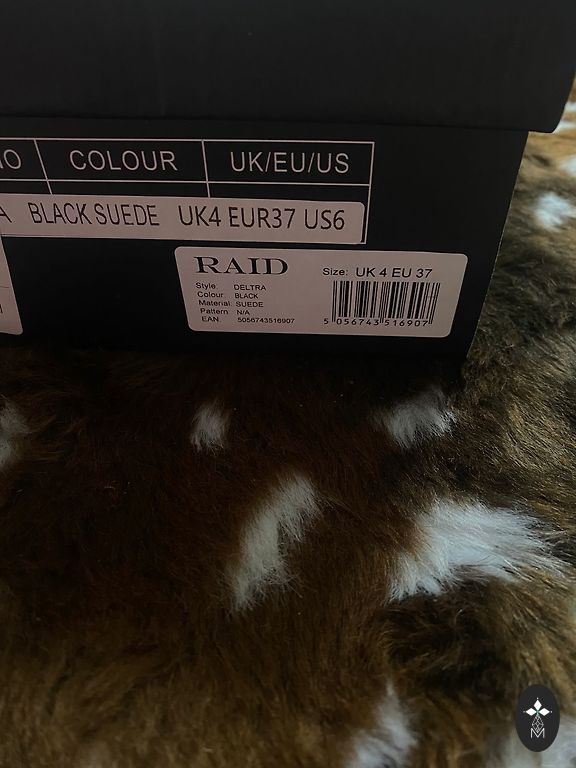 COLOUR UK/EU/US
BLACK SUEDE UK4 EUR37 US6
RAID
Size: UK 4 EU 37
Style: DELTRA
Colour: BLACK
Material: SUEDE
Pattern: N/A
EAN: 5056743516907
5 056743 516907
M